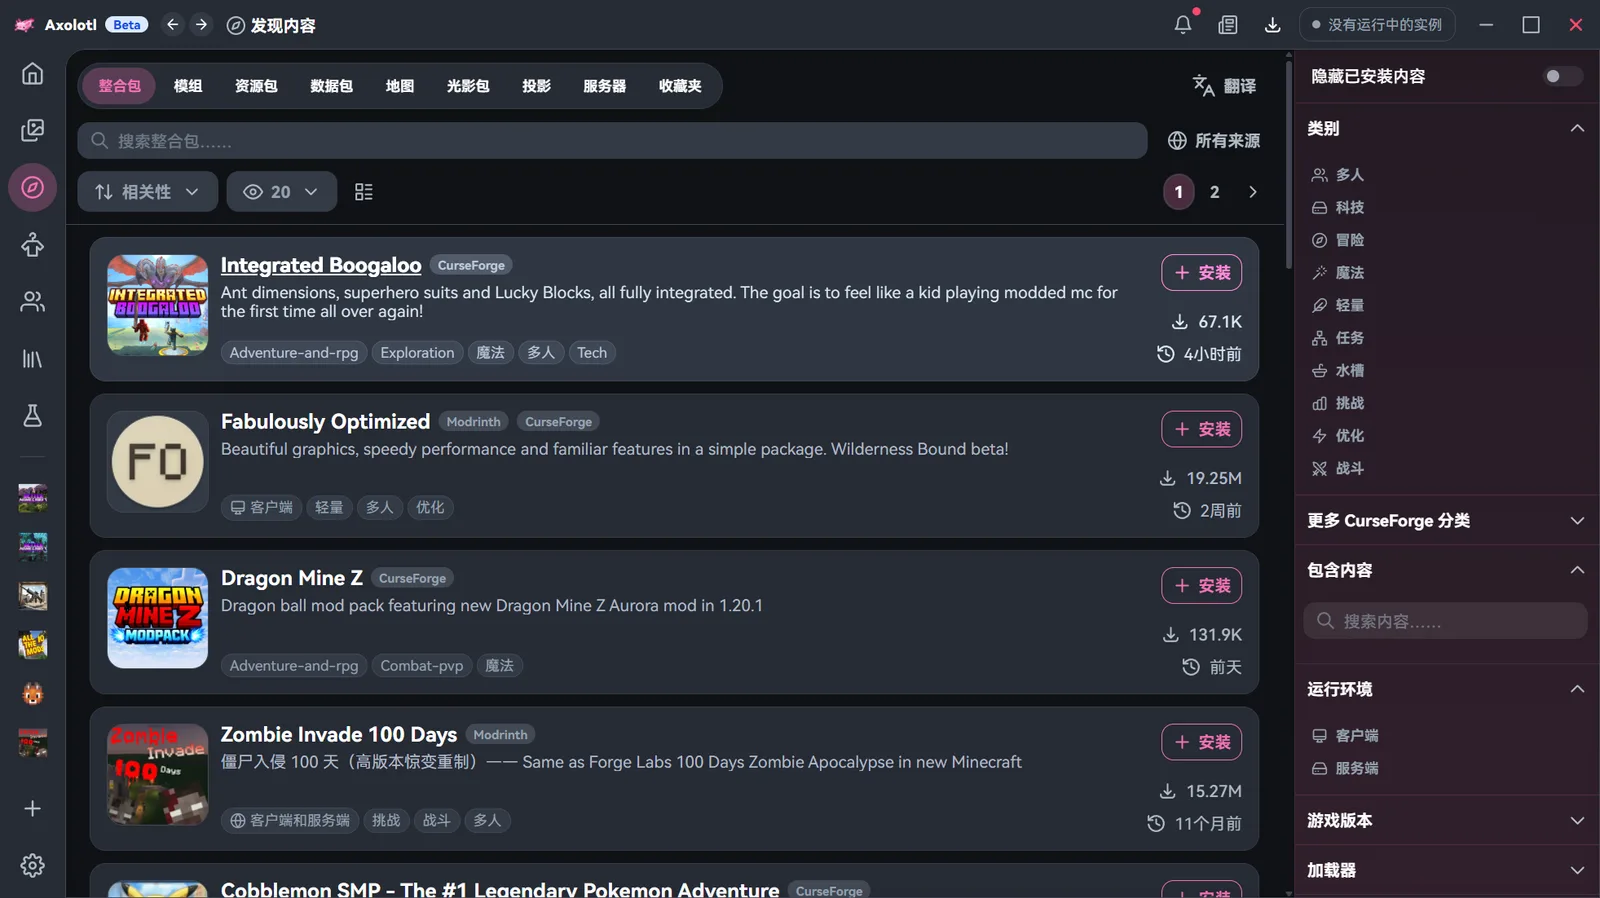 Axolotl Beta 发现内容 没有运行中的实例
整合包 模组 资源包 数据包 地图 光影包 投影 服务器 收藏夹 翻译
搜索整合包...... 所有来源
相关性 20 1 2
Integrated Boogaloo CurseForge
Ant dimensions, superhero suits and Lucky Blocks, all fully integrated. The goal is to feel like a kid playing modded mc for
the first time all over again!
Adventure-and-rpg Exploration 魔法 多人 Tech
安装
67.1K
4小时前
INTEGRATED
BOOGALOO
Fabulously Optimized Modrinth CurseForge
Beautiful graphics, speedy performance and familiar features in a simple package. Wilderness Bound beta!
客户端 轻量 多人 优化
安装
19.25M
2周前
FO
Dragon Mine Z CurseForge
Dragon ball mod pack featuring new Dragon Mine Z Aurora mod in 1.20.1
Adventure-and-rpg Combat-pvp 魔法
安装
131.9K
前天
DRAGON
MINE Z
MODPACK
Zombie Invade 100 Days Modrinth
僵尸入侵 100 天（高版本惊变重制）—— Same as Forge Labs 100 Days Zombie Apocalypse in new Minecraft
客户端和服务端 挑战 战斗 多人
安装
15.27M
11个月前
Zombie
Invade
100 Days
Cobblemon SMP - The #1 Legendary Pokemon Adventure CurseForge
安装
隐藏已安装内容
类别
多人
科技
冒险
魔法
轻量
任务
水槽
挑战
优化
战斗
更多 CurseForge 分类
包含内容
搜索内容......
运行环境
客户端
服务端
游戏版本
加载器